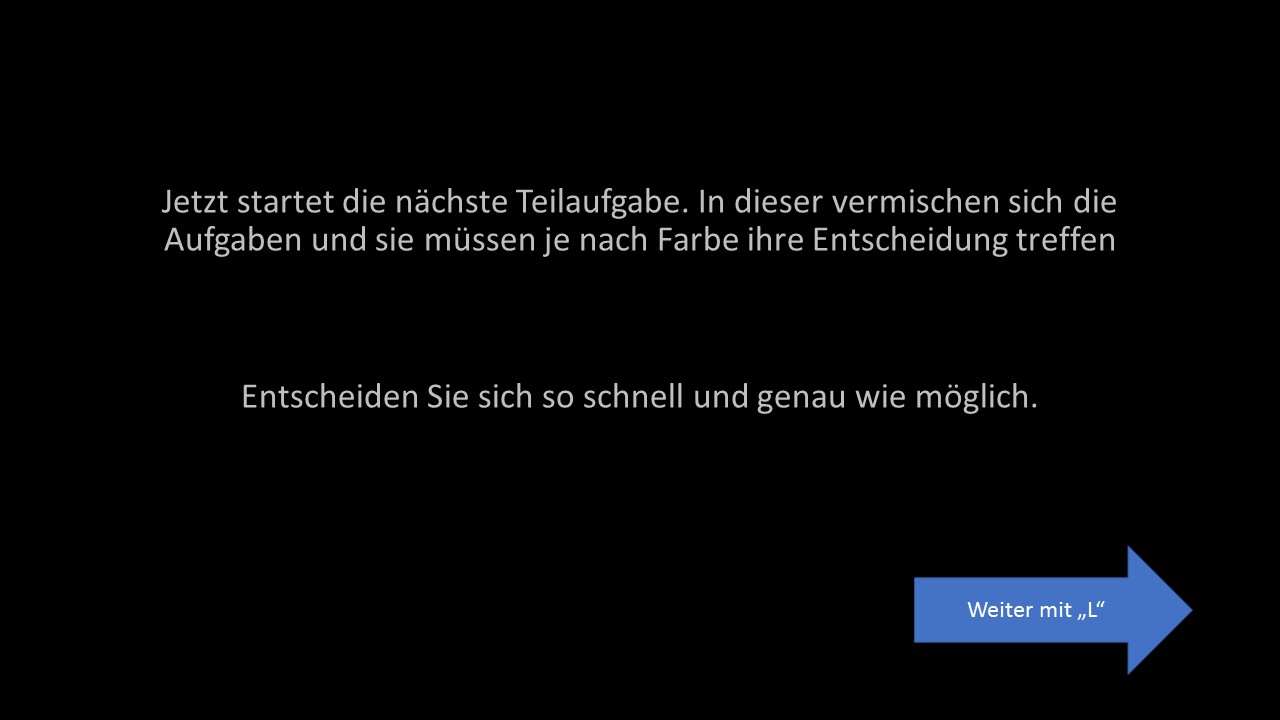 Jetzt startet die nächste Teilaufgabe. In dieser vermischen sich die
Aufgaben und sie müssen je nach Farbe ihre Entscheidung treffen
Entscheiden Sie sich so schnell und genau wie möglich.
Weiter mit „L“